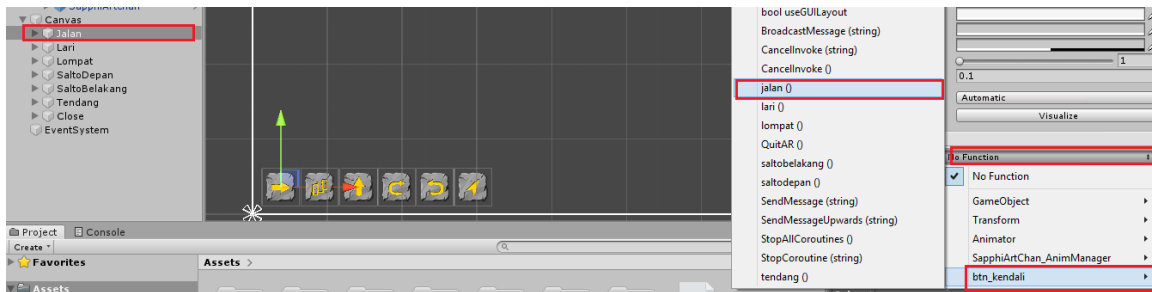 SapphiArtchan
Canvas
Jalan
Lari
Lompat
SaltoDepan
SaltoBelakang
Tendang
Close
EventSystem
Project
Console
Create
Favorites
Assets >
Assets
bool useGUILayout
BroadcastMessage (string)
CancelInvoke (string)
CancelInvoke ()
jalan ()
lari ()
lompat ()
QuitAR ()
saltobelakang ()
saltodepan ()
SendMessage (string)
SendMessageUpwards (string)
StopAllCoroutines ()
StopCoroutine (string)
tendang ()
1
0.1
Automatic
Visualize
No Function
No Function
GameObject
Transform
Animator
SapphiArtChan_AnimManager
btn_kendali